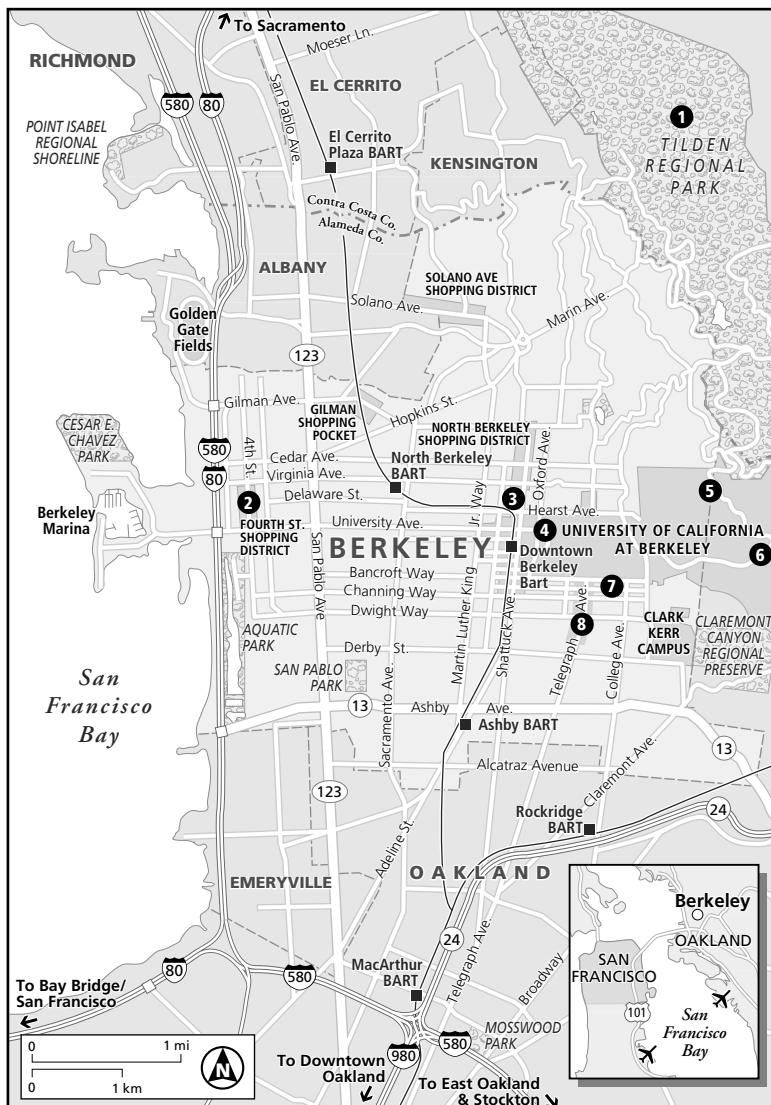 To Sacramento
RICHMOND
Moeser Ln.
EL CERRITO
580
80
San Pablo Ave.
1
TILDEN
REGIONAL
PARK
POINT ISABEL
REGIONAL
SHORELINE
El Cerrito
Plaza BART
KENSINGTON
Contra Costa Co.
Alameda Co.
ALBANY
SOLANO AVE
SHOPPING DISTRICT
Solano Ave.
Marin Ave.
Golden
Gate
Fields
123
Gilman Ave.
GILMAN
SHOPPING
POCKET
Hopkins St.
NORTH BERKELEY
SHOPPING DISTRICT
CESAR E.
CHAVEZ
PARK
580
80
4th St.
Cedar Ave.
Virginia Ave.
Delaware St.
North Berkeley
BART
Jr. Way
Oxford Ave.
5
2
3
Hearst Ave.
Berkeley
Marina
FOURTH ST.
SHOPPING
DISTRICT
University Ave.
4
UNIVERSITY OF CALIFORNIA
AT BERKELEY
6
BERKELEY
Downtown
Berkeley
Bart
San Pablo Ave
Bancroft Way
Channing Way
Dwight Way
7
8
Martin Luther King
Shattuck Ave.
Telegraph Ave.
College Ave.
CLARK
KERR
CAMPUS
CLAREMONT
CANYON
REGIONAL
PRESERVE
AQUATIC
PARK
Derby St.
SAN PABLO
PARK
San
Francisco
Bay
Sacramento Ave.
13
Ashby Ave.
Ashby BART
13
Alcatraz Avenue
Claremont Ave.
123
Rockridge
BART
24
Adeline St.
EMERYVILLE
OAKLAND
24
80
580
MacArthur
BART
Telegraph Ave.
Broadway
To Bay Bridge/
San Francisco
MOSSWOOD
PARK
980
580
To Downtown
Oakland
To East Oakland
& Stockton
0 1 mi
0 1 km
N
Berkeley
OAKLAND
SAN
FRANCISCO
101
San
Francisco
Bay